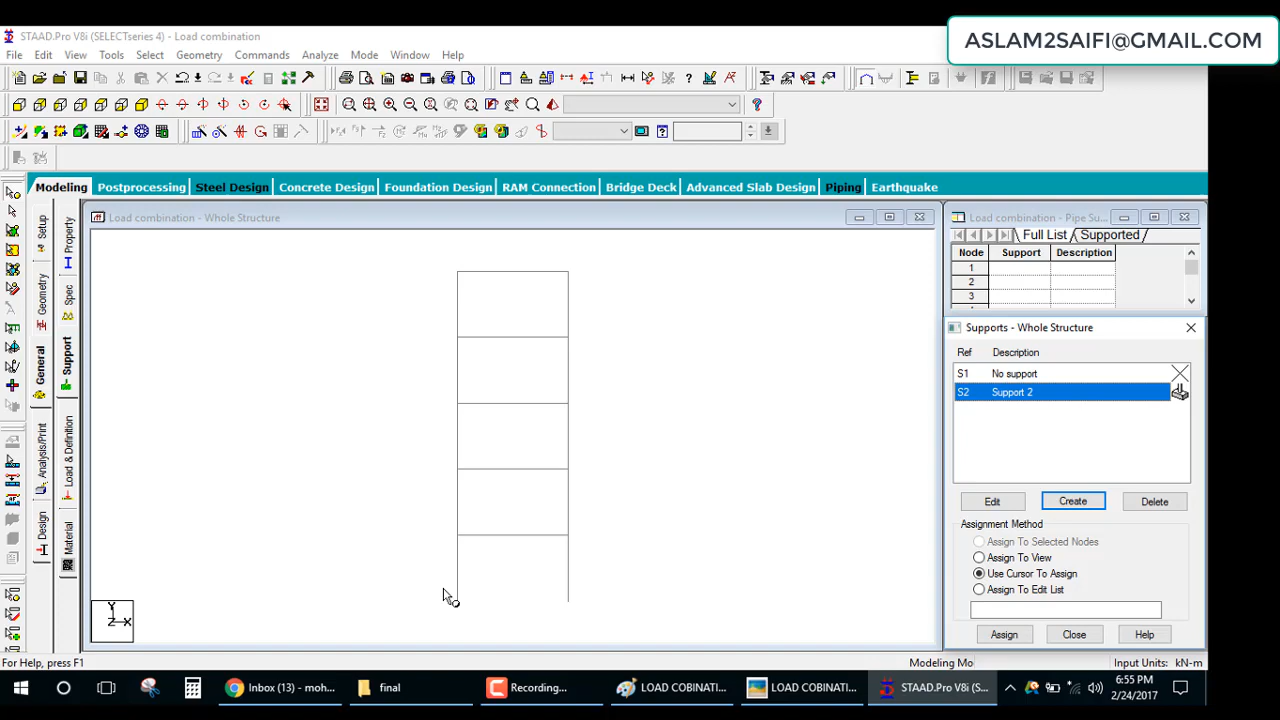 ASLAM2SAIFI@GMAIL.COM
STAAD.Pro V8i (SELECTseries 4) - Load combination
File Edit View Tools Select Geometry Commands Analyze Mode Window Help
Modeling Postprocessing Steel Design Concrete Design Foundation Design RAM Connection Bridge Deck Advanced Slab Design Piping Earthquake
Setup
Geometry
General
Analysis/Print
Design
Property
Spec
Support
Load & Definition
Material
Load combination - Whole Structure
Y
Z X
Load combination - Pipe Su...
Full List Supported
Node Support Description
1
2
3
Supports - Whole Structure
Ref Description
S1 No support
S2 Support 2
Edit Create Delete
Assignment Method
Assign To Selected Nodes
Assign To View
Use Cursor To Assign
Assign To Edit List
Assign Close Help
For Help, press F1
Modeling Mo Input Units: kN-m
Inbox (13) - moh...
final
Recording...
LOAD COBINATI...
LOAD COBINATI...
STAAD.Pro V8i (S...
6:55 PM
2/24/2017